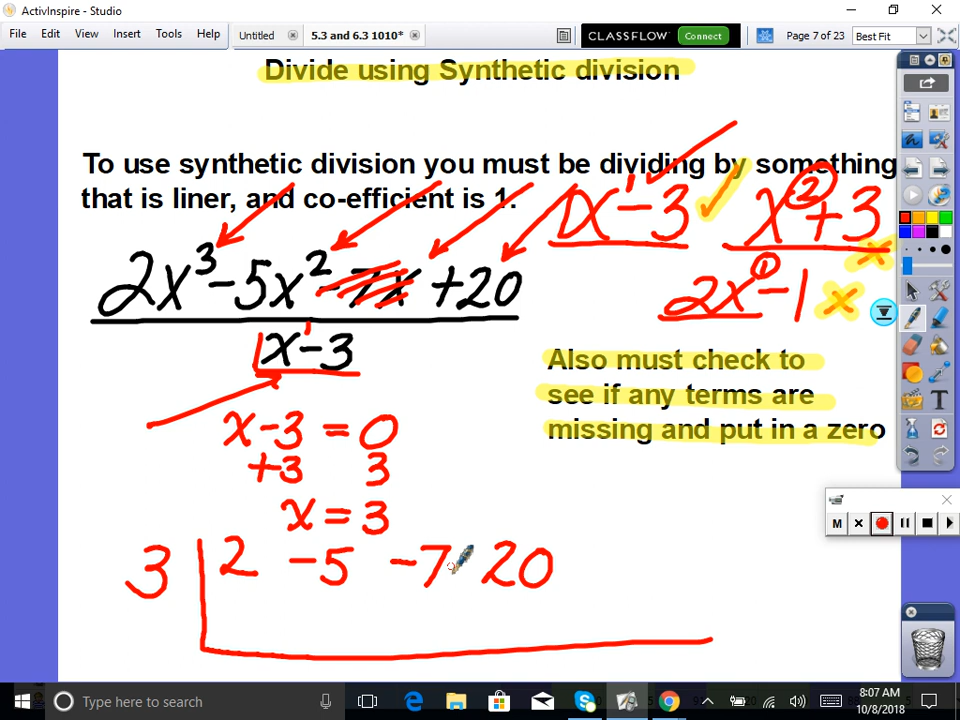 ActivInspire - Studio
File Edit View Insert Tools Help Untitled 5.3 and 6.3 1010* CLASSFLOW Connect Page 7 of 23 Best Fit
Divide using Synthetic division
To use synthetic division you must be dividing by something
that is liner, and co-efficient is 1.
1x¹-3 ✓ x²+3 x
2x³-5x²-7x+20
1x¹-3
2x¹-1 x
Also must check to
see if any terms are
missing and put in a zero
x-3=0
+3 3
x=3
3 2 -5 -7 20
M
T
Type here to search
8:07 AM
10/8/2018